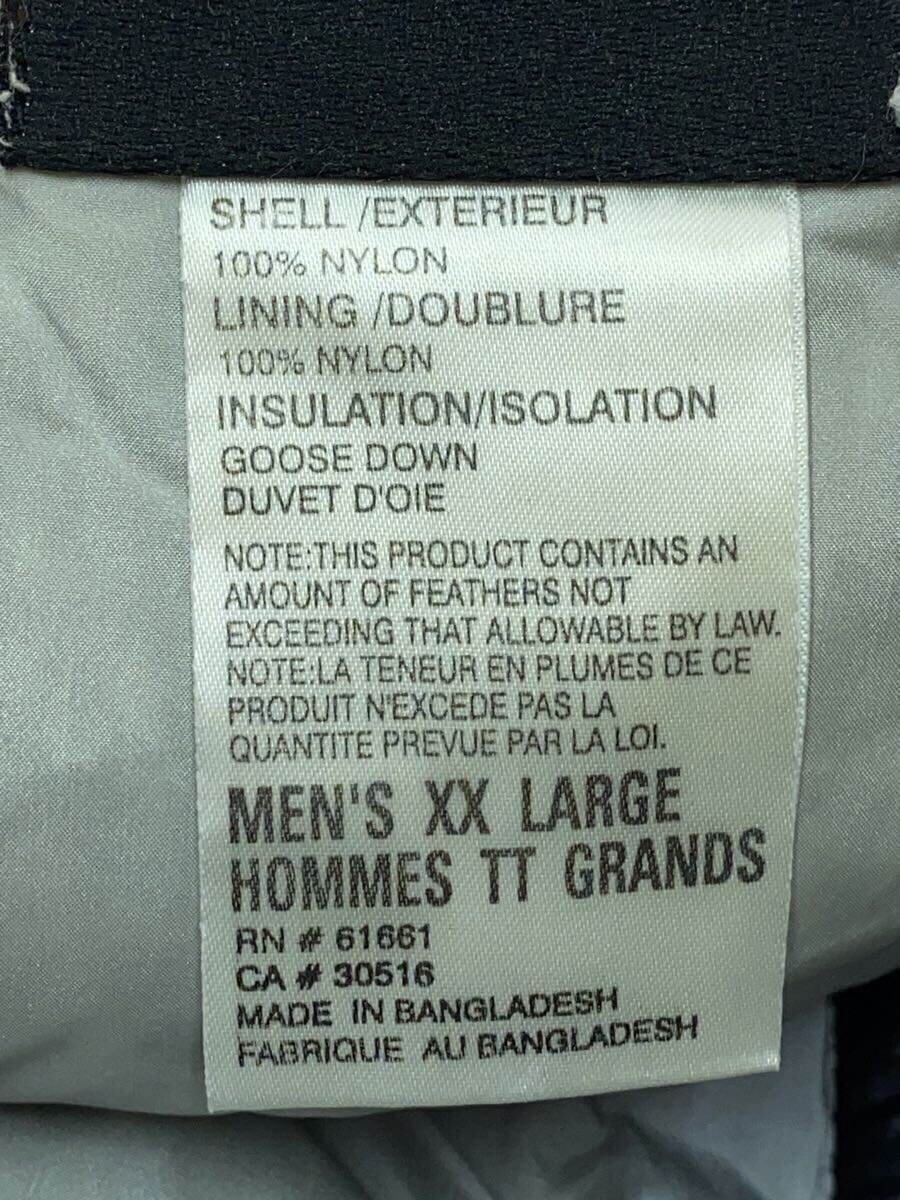 SHELL /EXTERIEUR
100% NYLON
LINING /DOUBLURE
100% NYLON
INSULATION/ISOLATION
GOOSE DOWN
DUVET D'OIE
NOTE:THIS PRODUCT CONTAINS AN
AMOUNT OF FEATHERS NOT
EXCEEDING THAT ALLOWABLE BY LAW.
NOTE:LA TENEUR EN PLUMES DE CE
PRODUIT N'EXCEDE PAS LA
QUANTITE PREVUE PAR LA LOI.
MEN'S XX LARGE
HOMMES TT GRANDS
RN # 61661
CA # 30516
MADE IN BANGLADESH
FABRIQUE AU BANGLADESH